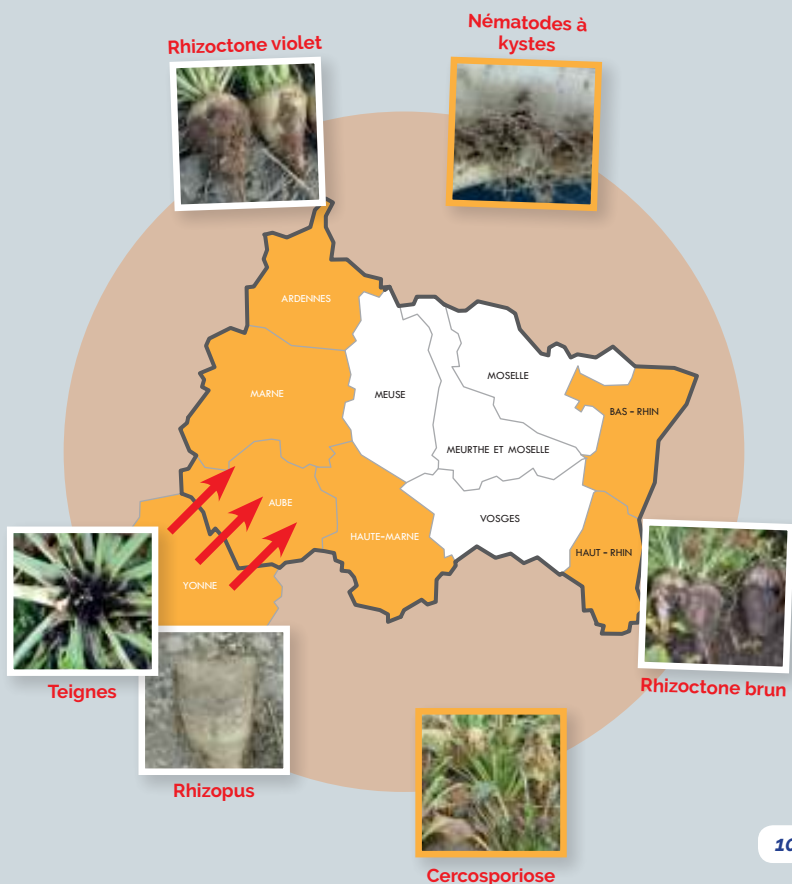 Rhizoctone violet
Nématodes à
kystes
ARDENNES
MARNE
MEUSE
MOSELLE
BAS - RHIN
MEURTHE ET MOSELLE
AUBE
VOSGES
HAUTE-MARNE
HAUT - RHIN
YONNE
Teignes
Rhizoctone brun
Rhizopus
Cercosporiose
10